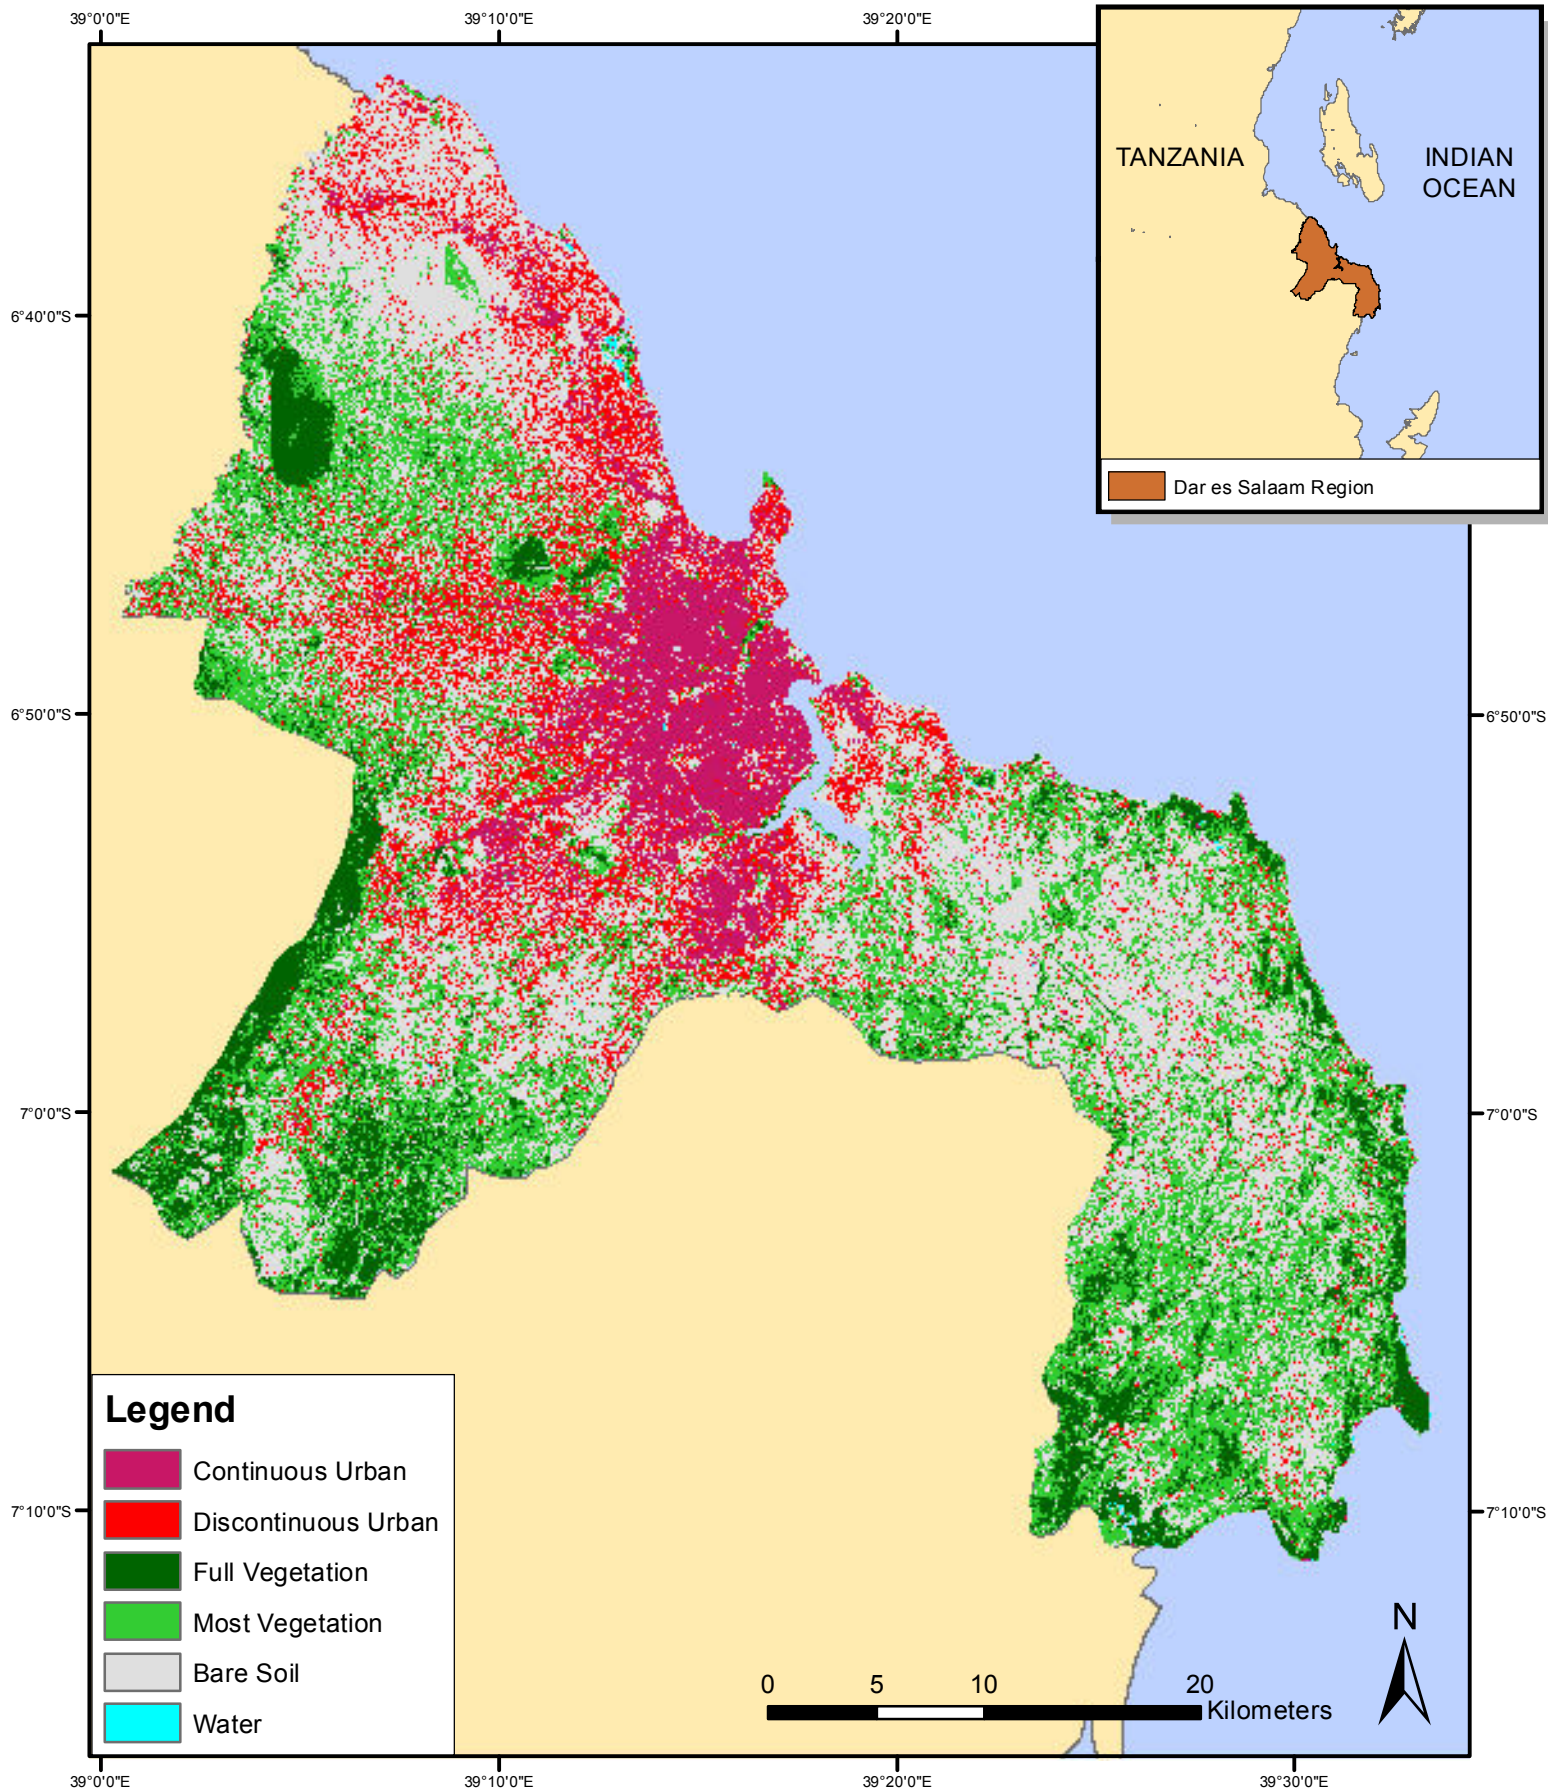 39°0'0"E
39°10'0"E
39°20'0"E
TANZANIA
INDIAN
OCEAN
Dar es Salaam Region
6°40'0"S
6°50'0"S
6°50'0"S
7°0'0"S
7°0'0"S
7°10'0"S
7°10'0"S
Legend
Continuous Urban
Discontinuous Urban
Full Vegetation
Most Vegetation
Bare Soil
Water
0 5 10 20
Kilometers
N
39°0'0"E
39°10'0"E
39°20'0"E
39°30'0"E